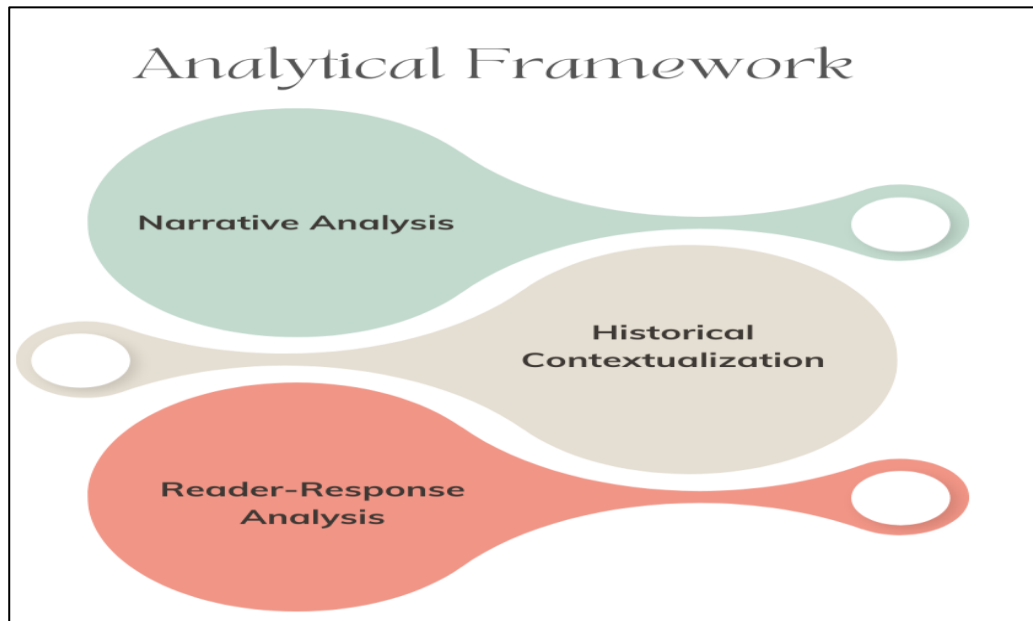 Analytical Framework
Narrative Analysis
Historical
Contextualization
Reader-Response
Analysis